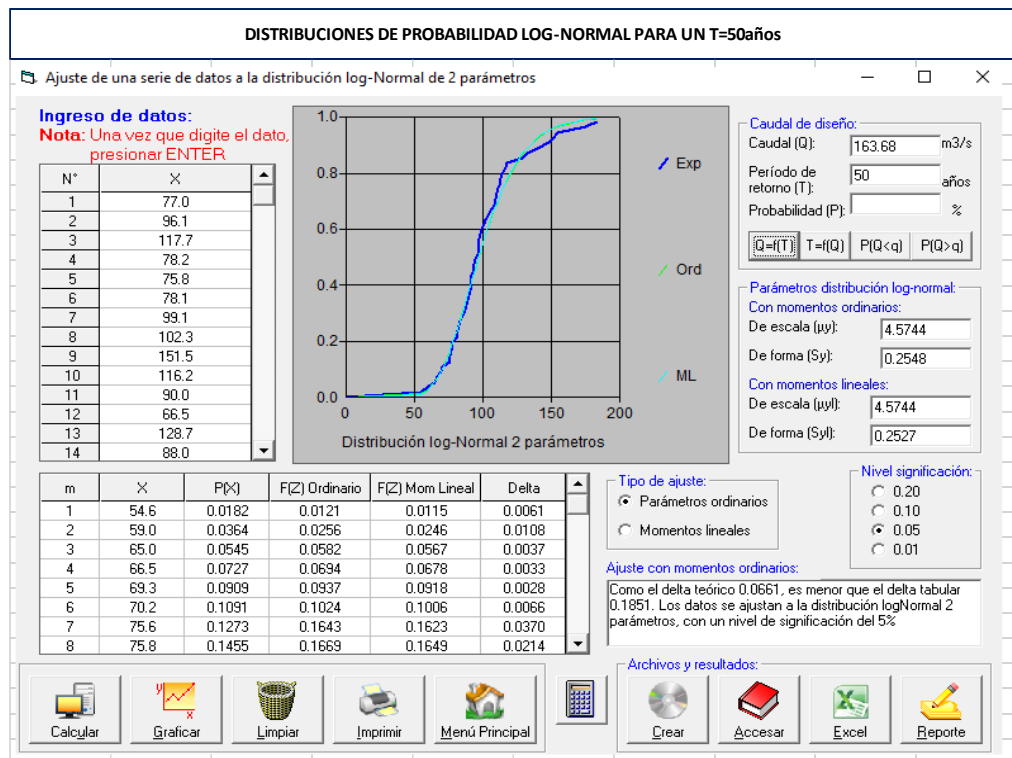 DISTRIBUCIONES DE PROBABILIDAD LOG-NORMAL PARA UN T=50años
Ajuste de una serie de datos a la distribución log-Normal de 2 parámetros
Ingreso de datos:
Nota: Una vez que digite el dato,
presionar ENTER
N° X
1 77.0
2 96.1
3 117.7
4 78.2
5 75.8
6 78.1
7 99.1
8 102.3
9 151.5
10 116.2
11 90.0
12 66.5
13 128.7
14 88.0
1.0
0.8
0.6
0.4
0.2
0.0
0 50 100 150 200
Distribución log-Normal 2 parámetros
Exp
Ord
ML
Caudal de diseño:
Caudal (Q): 163.68 m3/s
Período de
retorno (T): 50 años
Probabilidad (P): %
Q=f(T) T=f(Q) P(Q<q) P(Q>q)
Parámetros distribución log-normal:
Con momentos ordinarios:
De escala (µy): 4.5744
De forma (Sy): 0.2548
Con momentos lineales:
De escala (µyl): 4.5744
De forma (Syl): 0.2527
m X P(X) F(Z) Ordinario F(Z) Mom Lineal Delta
1 54.6 0.0182 0.0121 0.0115 0.0061
2 59.0 0.0364 0.0256 0.0246 0.0108
3 65.0 0.0545 0.0582 0.0567 0.0037
4 66.5 0.0727 0.0694 0.0678 0.0033
5 69.3 0.0909 0.0937 0.0918 0.0028
6 70.2 0.1091 0.1024 0.1006 0.0066
7 75.6 0.1273 0.1643 0.1623 0.0370
8 75.8 0.1455 0.1669 0.1649 0.0214
Tipo de ajuste:
Parámetros ordinarios
Momentos lineales
Nivel significación:
0.20
0.10
0.05
0.01
Ajuste con momentos ordinarios:
Como el delta teórico 0.0661, es menor que el delta tabular
0.1851. Los datos se ajustan a la distribución logNormal 2
parámetros, con un nivel de significación del 5%
Calcular
y
x
Graficar
Limpiar
Imprimir
Menú Principal
Archivos y resultados:
Crear
Accesar
Excel
Reporte